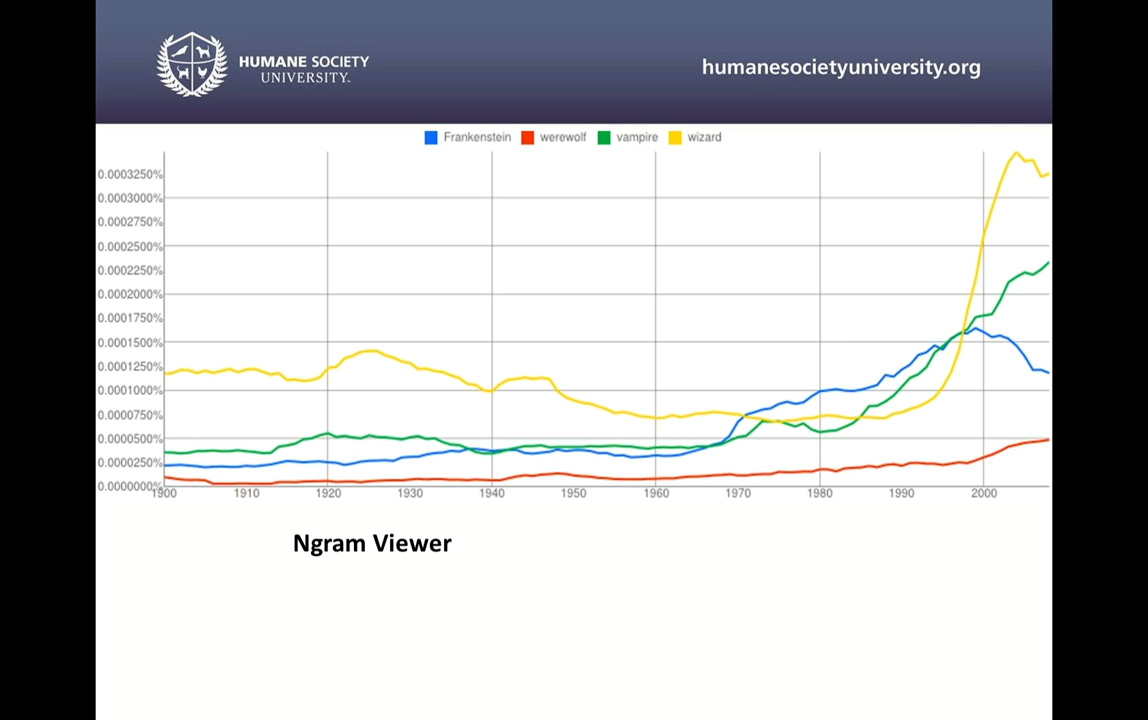 HUMANE SOCIETY
UNIVERSITY.
humanesocietyuniversity.org
Frankenstein werewolf vampire wizard
0.0003250%
0.0003000%
0.0002750%
0.0002500%
0.0002250%
0.0002000%
0.0001750%
0.0001500%
0.0001250%
0.0001000%
0.0000750%
0.0000500%
0.0000250%
0.0000000%
1900 1910 1920 1930 1940 1950 1960 1970 1980 1990 2000
Ngram Viewer